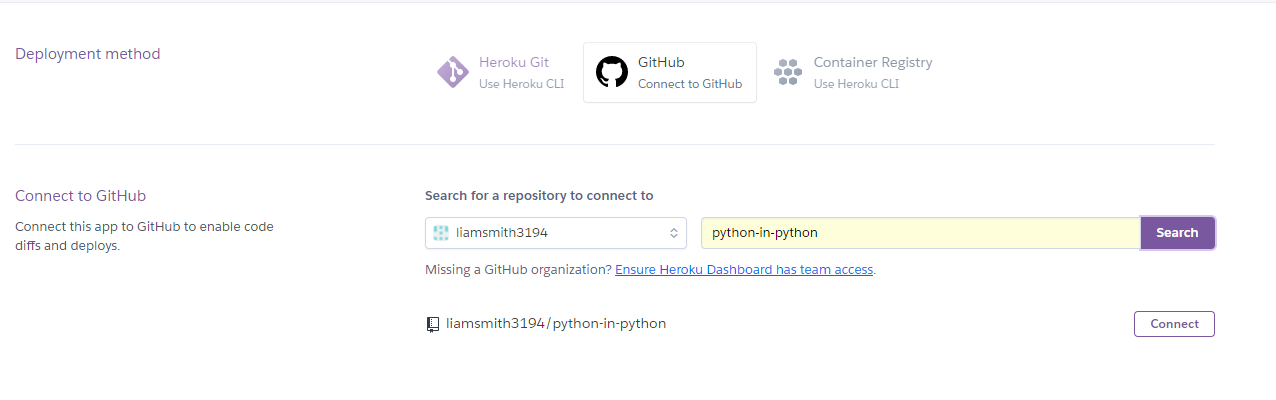 Deployment method
Heroku Git
Use Heroku CLI
GitHub
Connect to GitHub
Container Registry
Use Heroku CLI
Connect to GitHub
Connect this app to GitHub to enable code
diffs and deploys.
Search for a repository to connect to
liamsmith3194
python-in-python
Search
Missing a GitHub organization? Ensure Heroku Dashboard has team access.
liamsmith3194/python-in-python
Connect